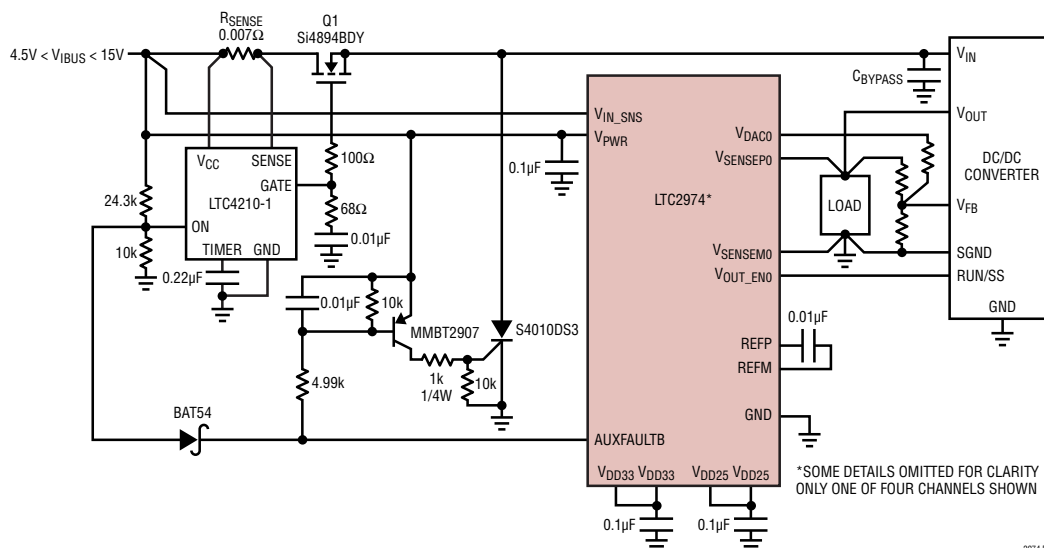 RSENSE
0.007Ω
Q1
Si4894BDY
4.5V < VIBUS < 15V
VIN
CBYPASS
VIN_SNS
VOUT
VPWR
VDAC0
VCC
SENSE
100Ω
0.1µF
VSENSEP0
DC/DC
CONVERTER
GATE
LTC4210-1
LTC2974*
24.3k
68Ω
LOAD
VFB
ON
10k
0.01µF
TIMER
GND
VSENSEM0
SGND
0.22µF
VOUT_EN0
RUN/SS
0.01µF
10k
MMBT2907
S4010DS3
0.01µF
GND
REFP
REFM
1k
1/4W
10k
4.99k
GND
BAT54
AUXFAULTB
VDD33
VDD33
VDD25
VDD25
*SOME DETAILS OMITTED FOR CLARITY
ONLY ONE OF FOUR CHANNELS SHOWN
0.1µF
0.1µF